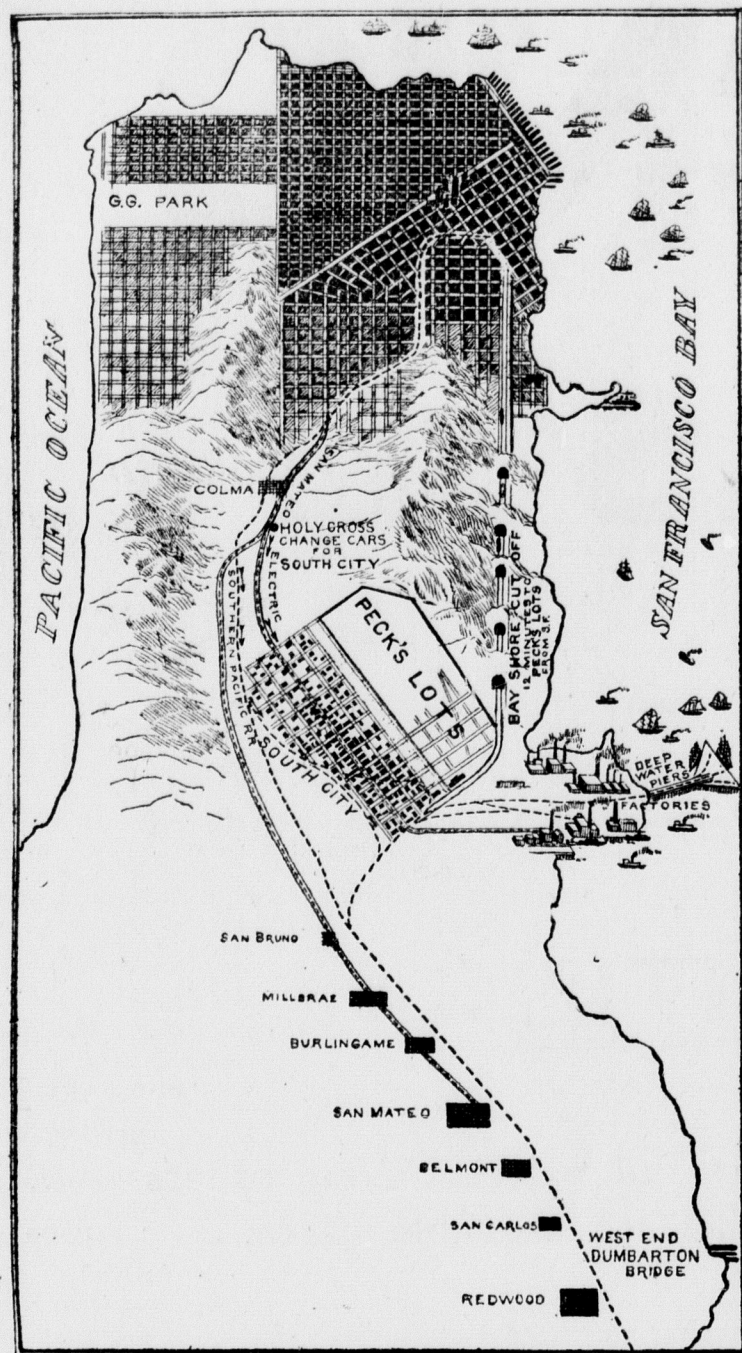 G.G. PARK
PACIFIC OCEAN
SAN FRANCISCO BAY
COLMA
SAN MATEO ELECTRIC
HOLY CROSS
CHANGE CARS
FOR
SOUTH CITY
SOUTHERN PACIFIC RR
PECK'S LOTS
SOUTH CITY
BAY SHORE CUT OFF
12 MINUTES TO
PECK'S LOTS
FROM S.F.
DEEP
WATER
PIERS
FACTORIES
SAN BRUNO
MILLBRAE
BURLINGAME
SAN MATEO
BELMONT
SAN CARLOS
WEST END
DUMBARTON
BRIDGE
REDWOOD